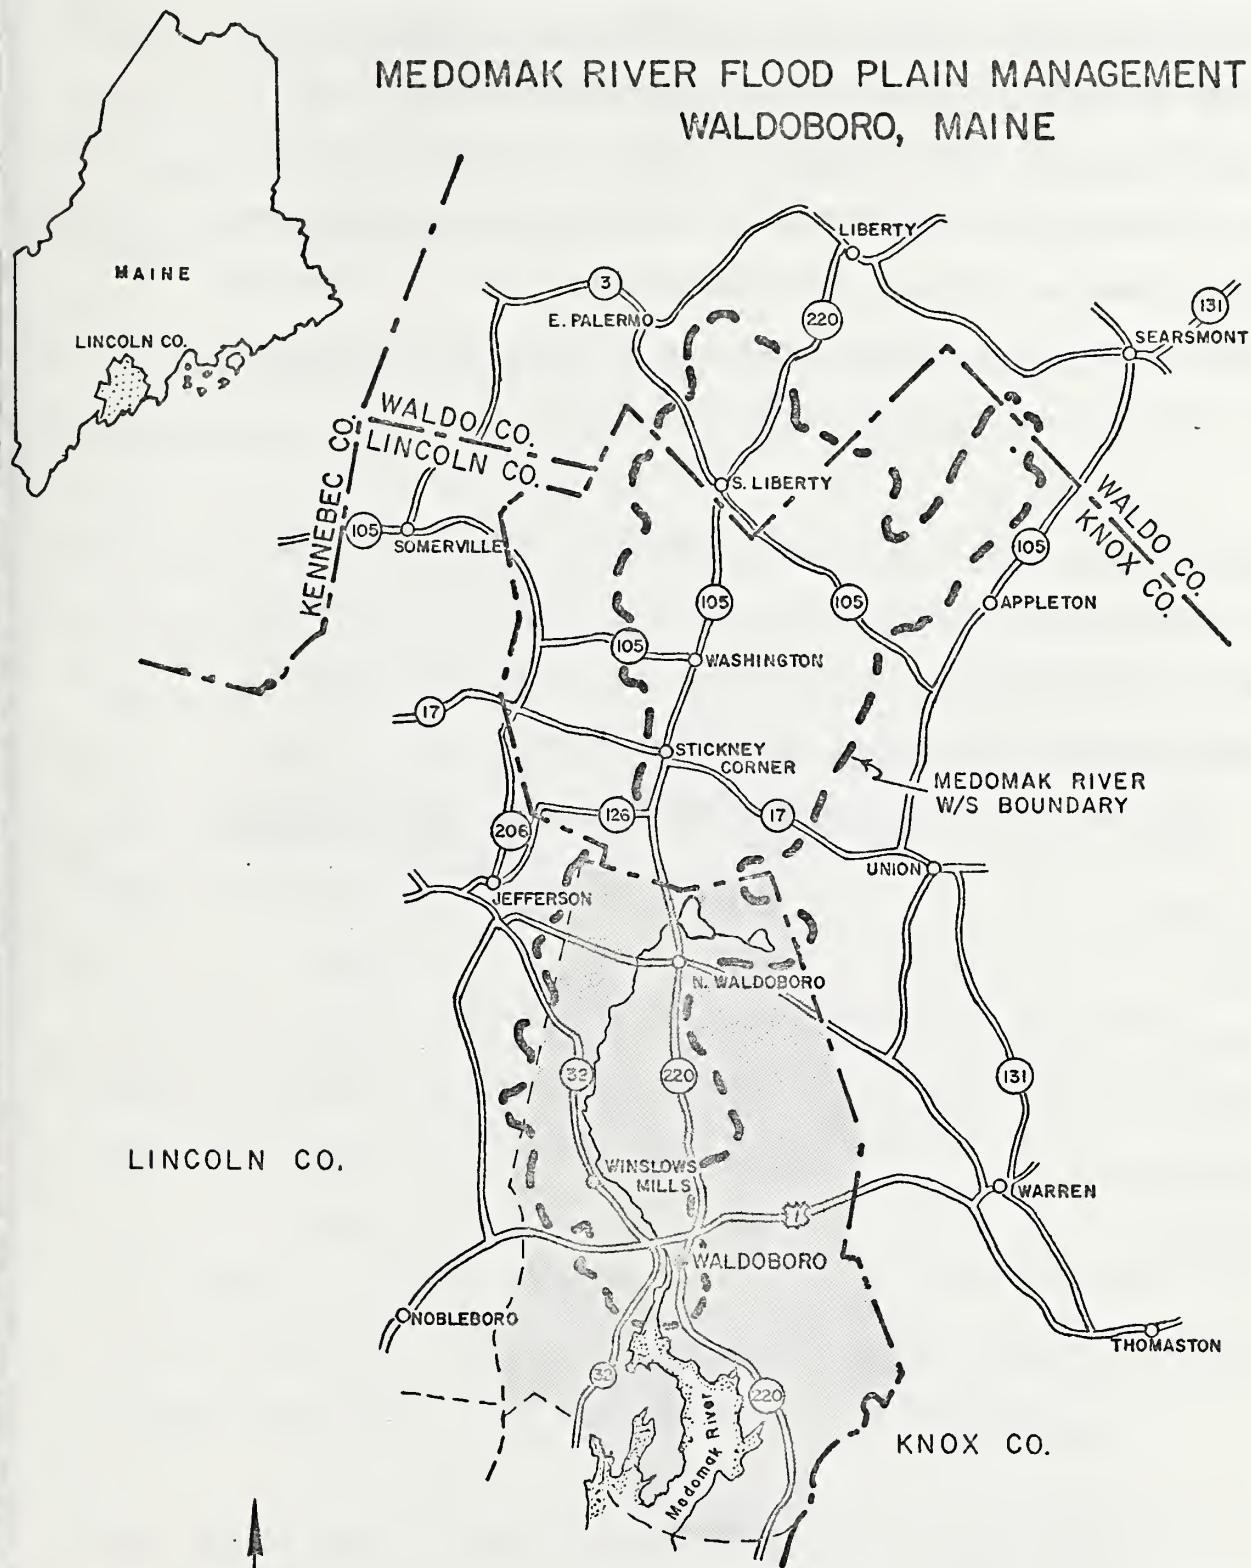 MEDOMAK RIVER FLOOD PLAIN MANAGEMENT
WALDOBORO, MAINE
MAINE
LINCOLN CO.
LIBERTY
3
E. PALERMO
220
131
SEARSMONT
WALDO CO.
LINCOLN CO.
KENNEBEC CO.
S. LIBERTY
WALDO CO.
KNOX CO.
105
SOMERVILLE
105
APPLETON
105
105
105
WASHINGTON
17
STICKNEY
CORNER
MEDOMAK RIVER
W/S BOUNDARY
206
126
17
UNION
JEFFERSON
N. WALDOBORO
32
220
131
LINCOLN CO.
WINSLOWS
MILLS
WARREN
1
WALDOBORO
NOBLEBORO
THOMASTON
32
220
Medomak River
KNOX CO.